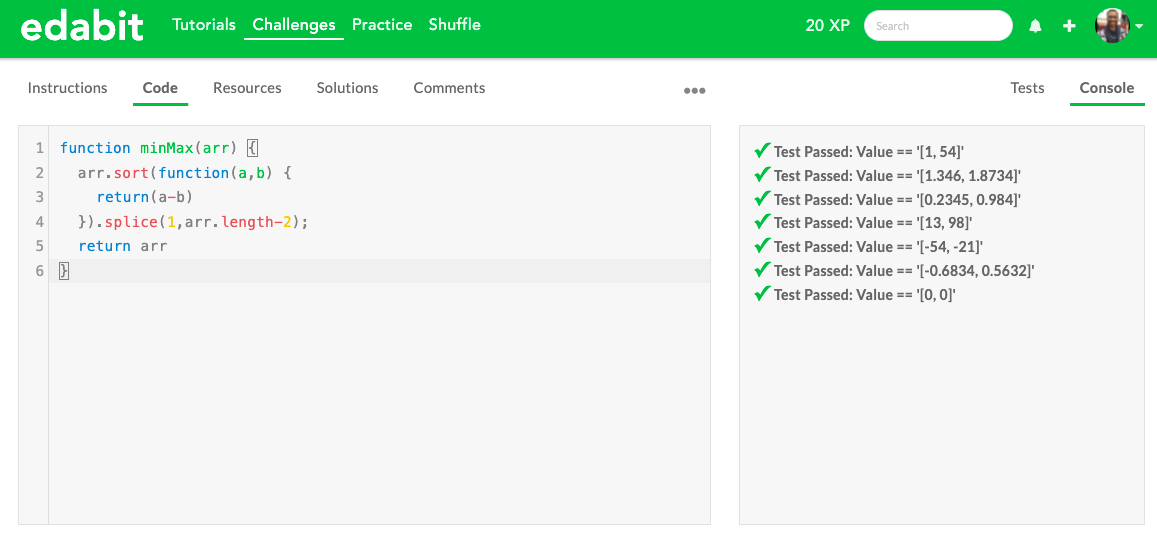 edabit Tutorials Challenges Practice Shuffle 20 XP Search
Instructions Code Resources Solutions Comments ••• Tests Console
1 function minMax(arr) {
2 arr.sort(function(a,b) {
3 return(a-b)
4 }).splice(1,arr.length-2);
5 return arr
6 }
✔ Test Passed: Value == '[1, 54]'
✔ Test Passed: Value == '[1.346, 1.8734]'
✔ Test Passed: Value == '[0.2345, 0.984]'
✔ Test Passed: Value == '[13, 98]'
✔ Test Passed: Value == '[-54, -21]'
✔ Test Passed: Value == '[-0.6834, 0.5632]'
✔ Test Passed: Value == '[0, 0]'